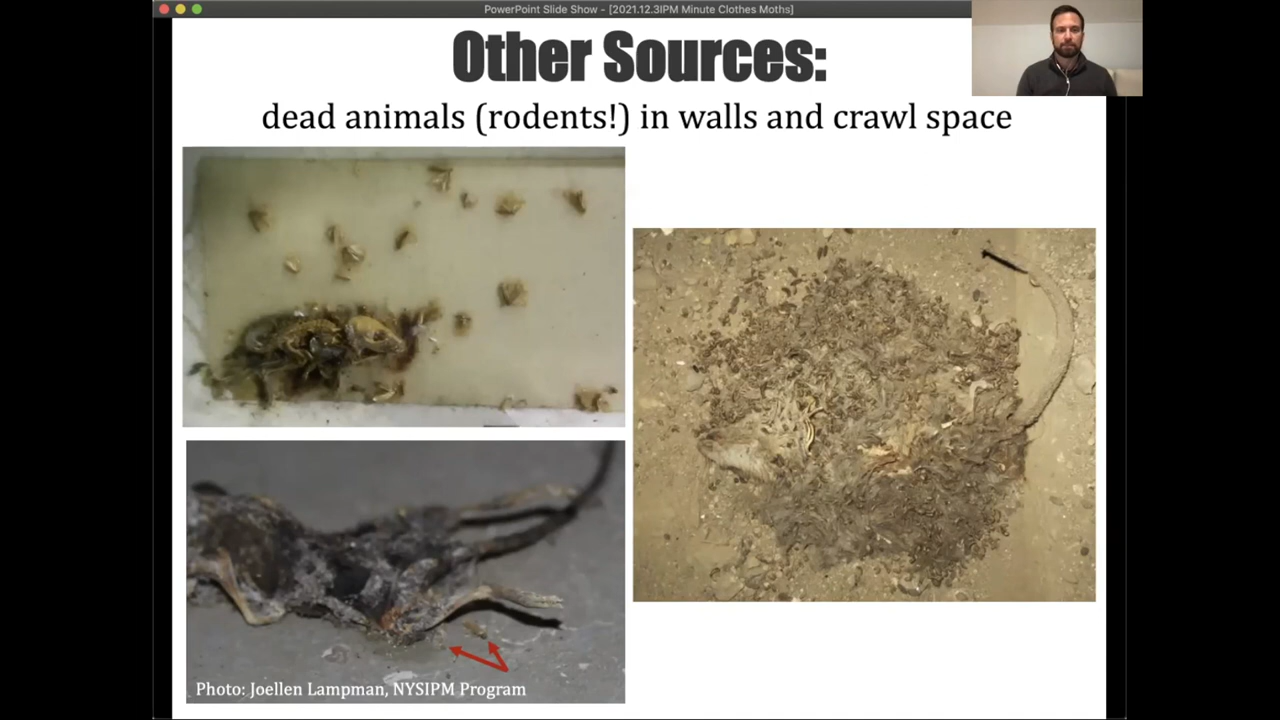 PowerPoint Slide Show - [2021.12.3IPM Minute Clothes Moths]
Other Sources:
dead animals (rodents!) in walls and crawl space
Photo: Joellen Lampman, NYSIPM Program